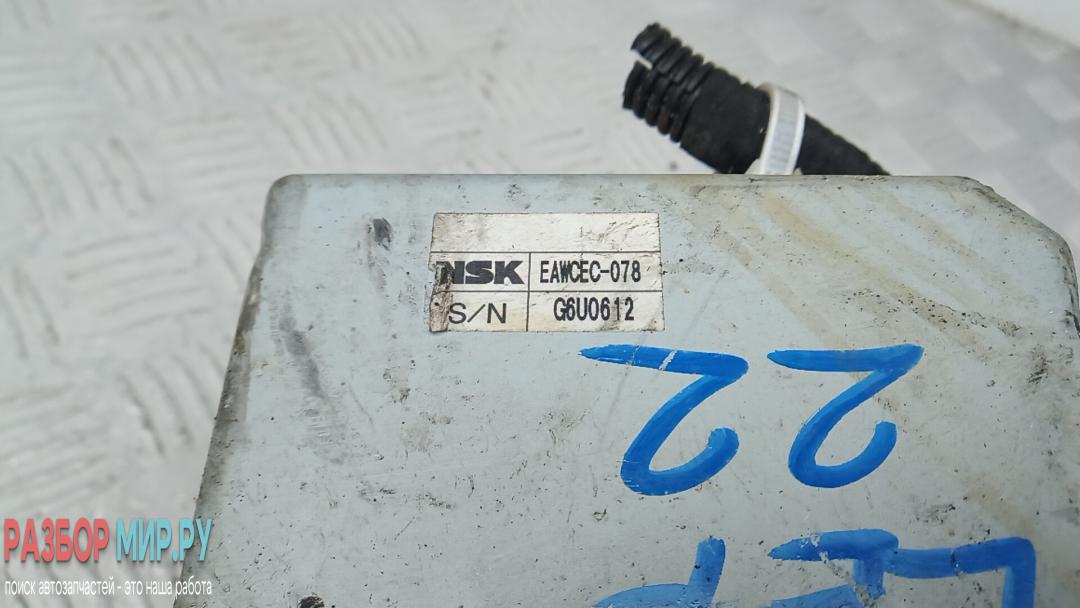 NSK EAWCEC-078
S/N G6U0612
22
РАЗБОР МИР.РУ
поиск автозапчастей - это наша работа